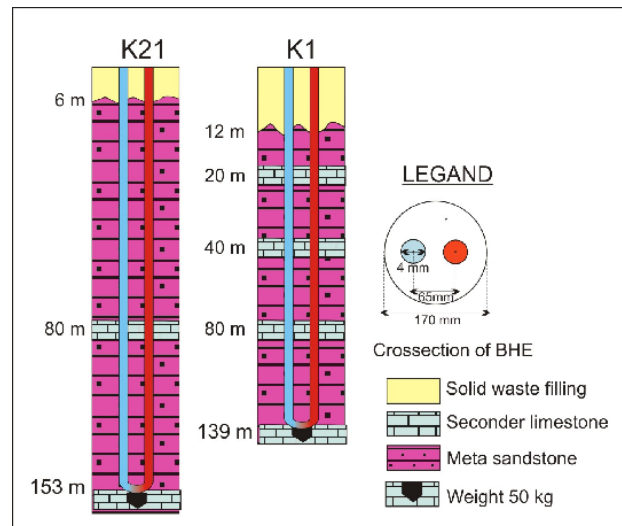 K21
6 m
80 m
153 m
K1
12 m
20 m
40 m
80 m
139 m
LEGAND
4 mm
65mm
170 mm
Crossection of BHE
Solid waste filling
Seconder limestone
Meta sandstone
Weight 50 kg